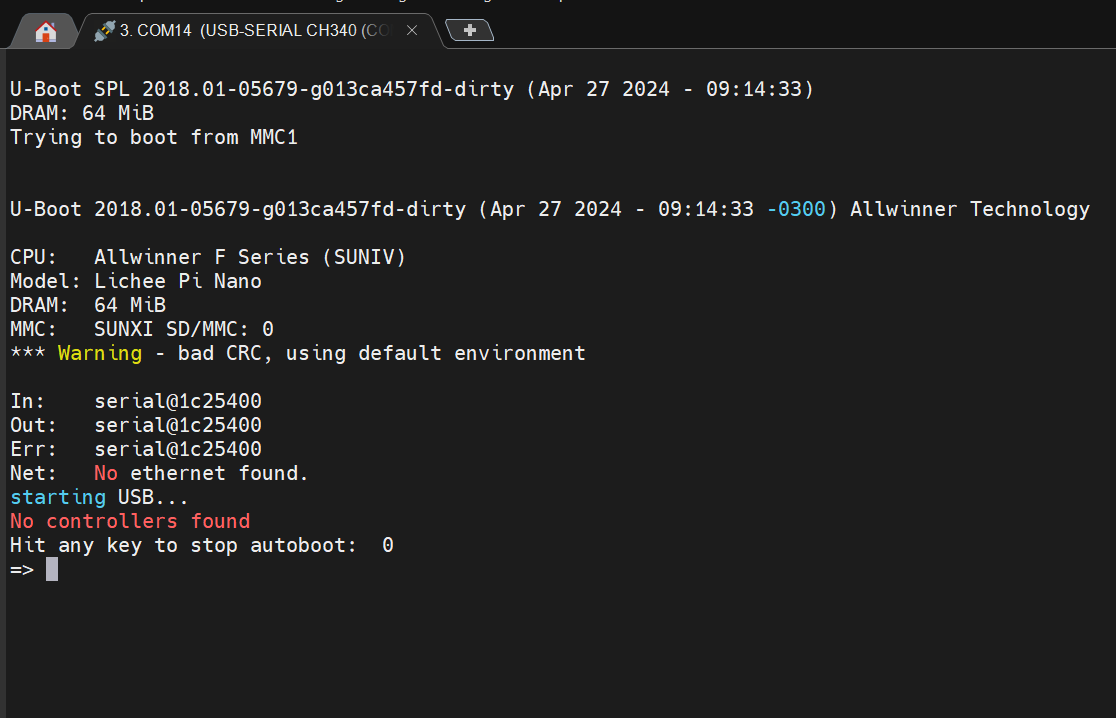 3. COM14 (USB-SERIAL CH340 (CO
U-Boot SPL 2018.01-05679-g013ca457fd-dirty (Apr 27 2024 - 09:14:33)
DRAM: 64 MiB
Trying to boot from MMC1
U-Boot 2018.01-05679-g013ca457fd-dirty (Apr 27 2024 - 09:14:33 -0300) Allwinner Technology
CPU:   Allwinner F Series (SUNIV)
Model: Lichee Pi Nano
DRAM:  64 MiB
MMC:   SUNXI SD/MMC: 0
*** Warning - bad CRC, using default environment
In:    serial@1c25400
Out:   serial@1c25400
Err:   serial@1c25400
Net:   No ethernet found.
starting USB...
No controllers found
Hit any key to stop autoboot:  0
=>